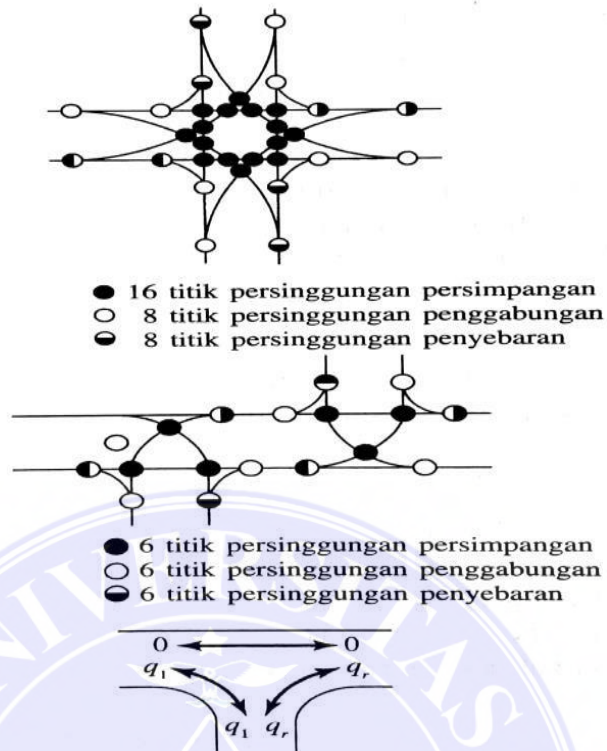 16 titik persinggungan persimpangan
8 titik persinggungan penggabungan
8 titik persinggungan penyebaran
6 titik persinggungan persimpangan
6 titik persinggungan penggabungan
6 titik persinggungan penyebaran
0 0
q₁ qᵣ
q₁ qᵣ
UNIVERSITAS